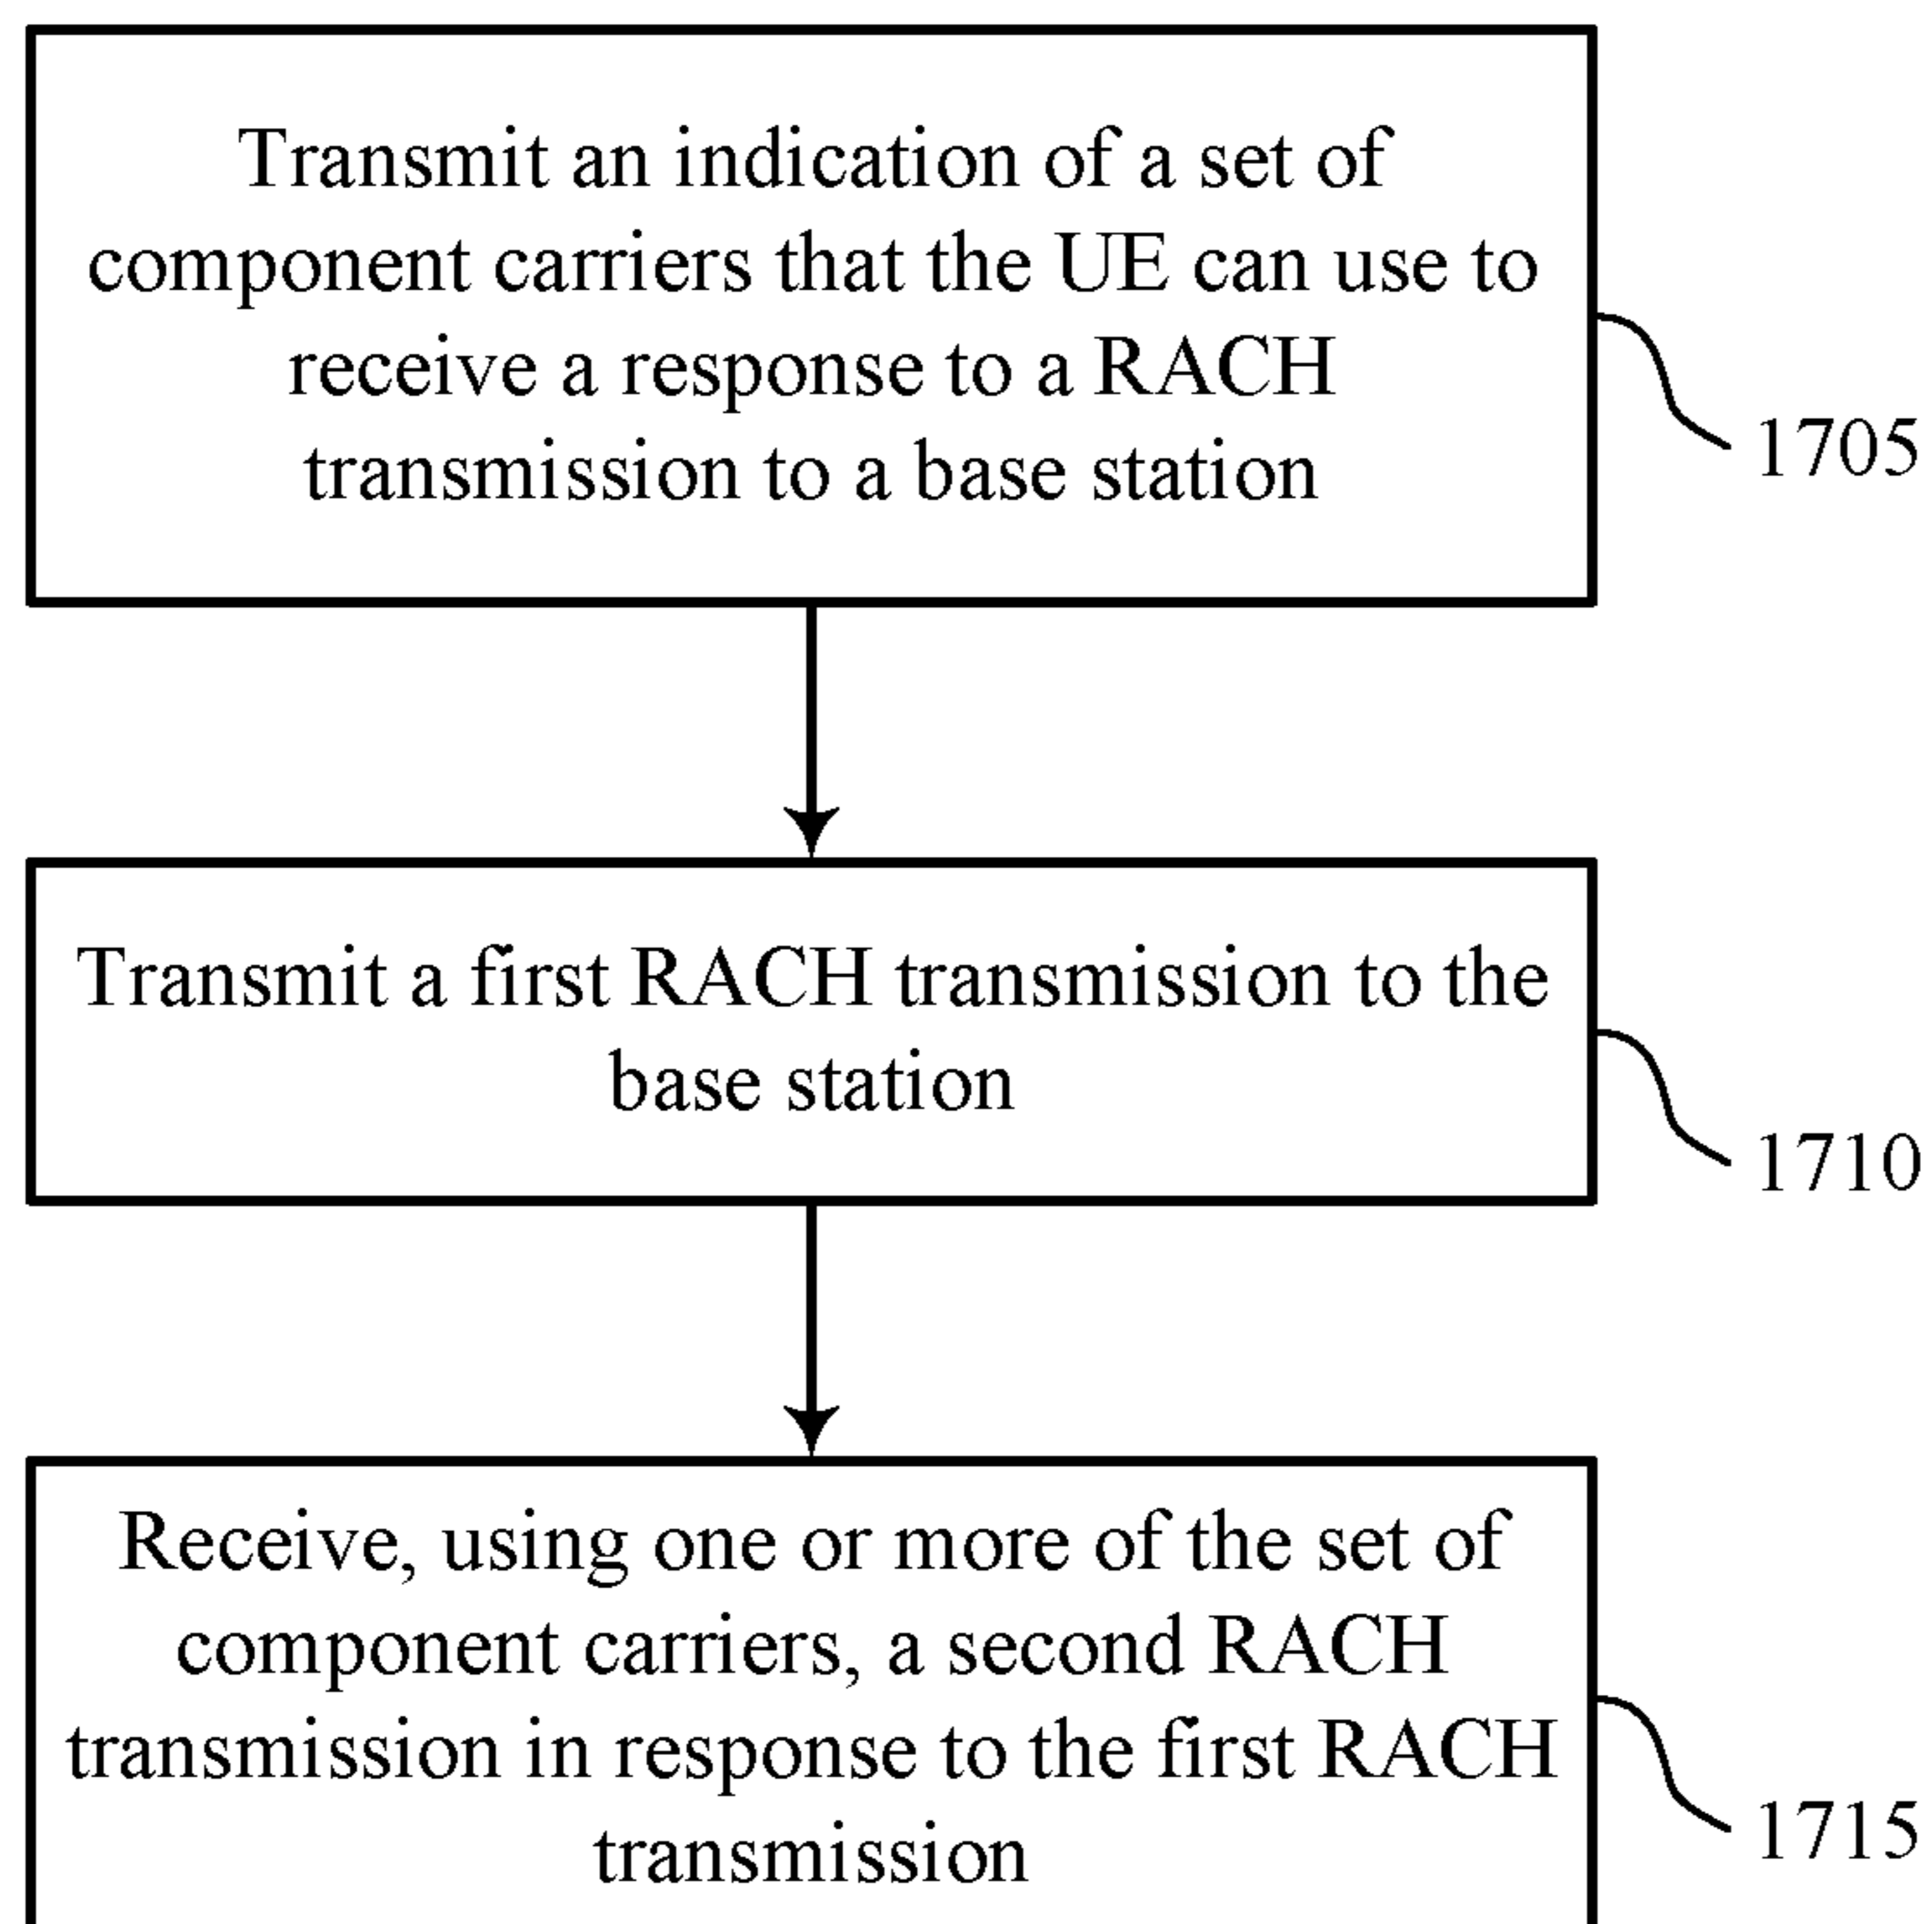 Transmit an indication of a set of
component carriers that the UE can use to
receive a response to a RACH
transmission to a base station
1705
Transmit a first RACH transmission to the
base station
1710
Receive, using one or more of the set of
component carriers, a second RACH
transmission in response to the first RACH
transmission
1715